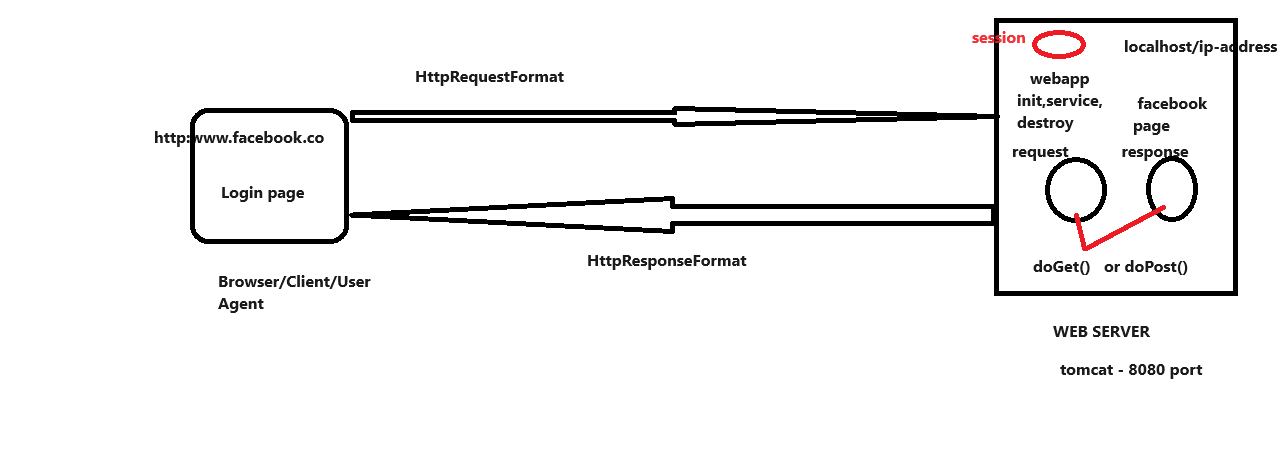 session
localhost/ip-address
HttpRequestFormat
webapp
init,service,
destroy
facebook
page
http:www.facebook.co
request
response
Login page
HttpResponseFormat
doGet() or doPost()
Browser/Client/User
Agent
WEB SERVER
tomcat - 8080 port